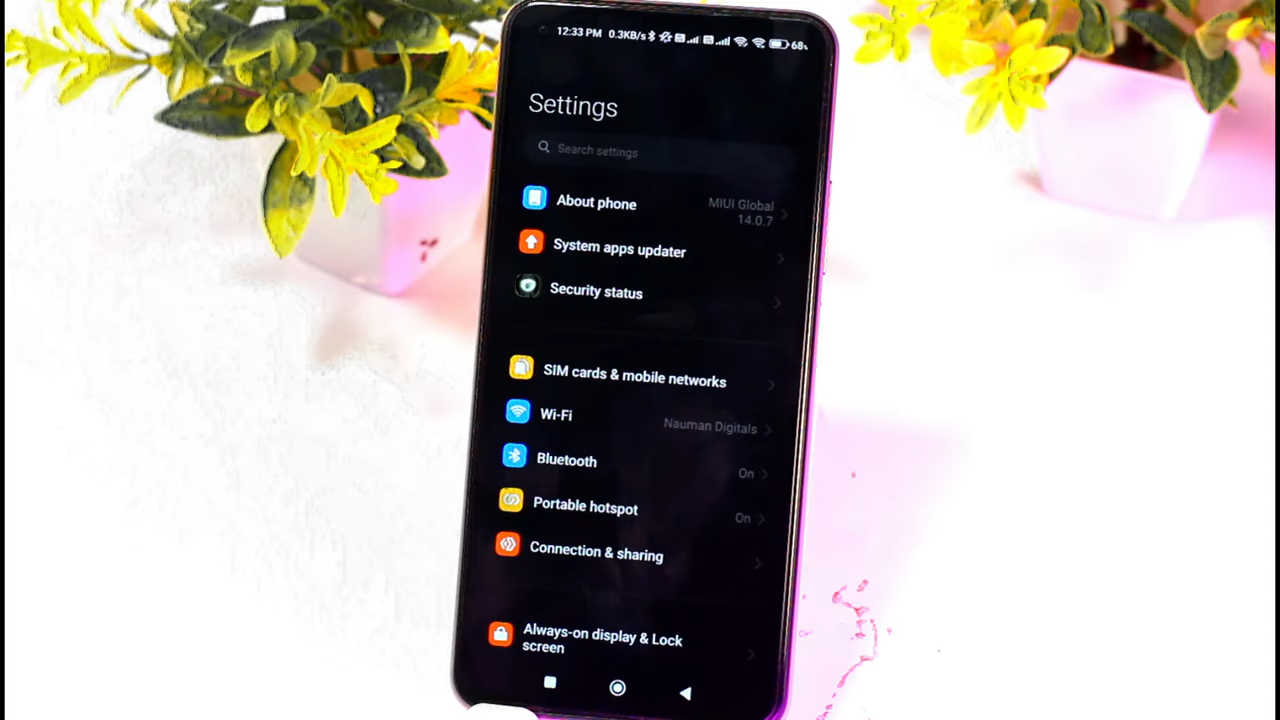 12:33 PM 0.3KB/s 68%
Settings
Search settings
About phone
MIUI Global
14.0.7
System apps updater
Security status
SIM cards & mobile networks
Wi-Fi Nauman Digitals
Bluetooth On
Portable hotspot On
Connection & sharing
Always-on display & Lock
screen